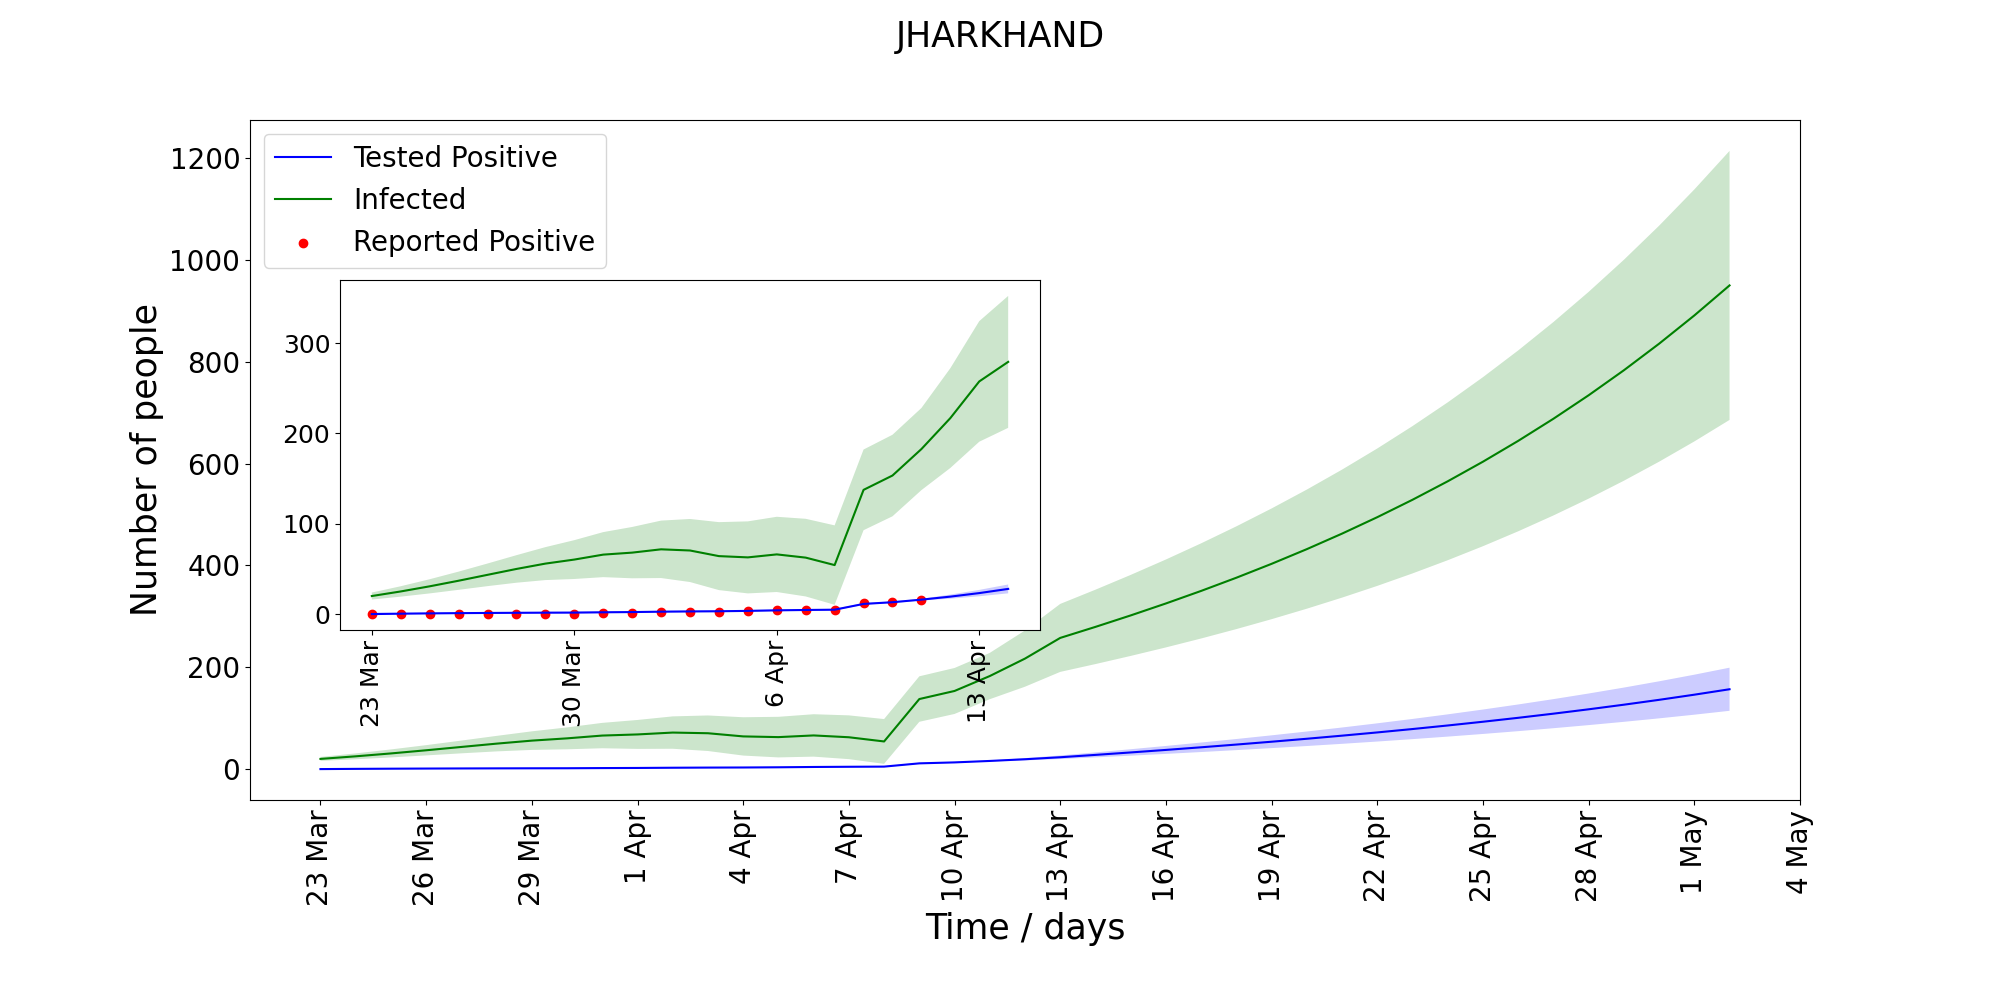 JHARKHAND
Tested Positive
Infected
Reported Positive
Number of people
1200
1000
800
600
400
200
0
300
200
100
0
23 Mar
30 Mar
6 Apr
13 Apr
23 Mar
26 Mar
29 Mar
1 Apr
4 Apr
7 Apr
10 Apr
13 Apr
16 Apr
19 Apr
22 Apr
25 Apr
28 Apr
1 May
4 May
Time / days